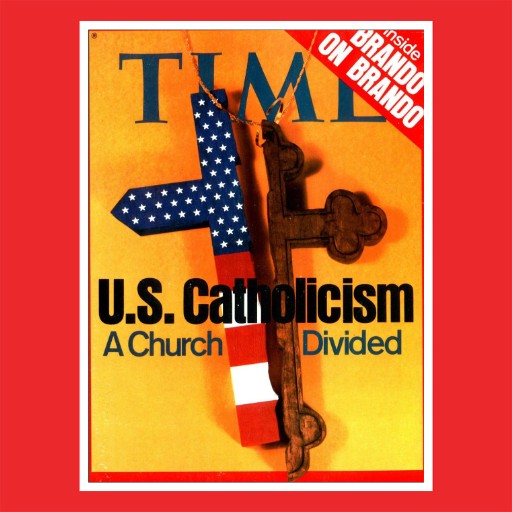 inside
BRANDO
ON BRANDO
TIME
U.S. Catholicism
A Church Divided